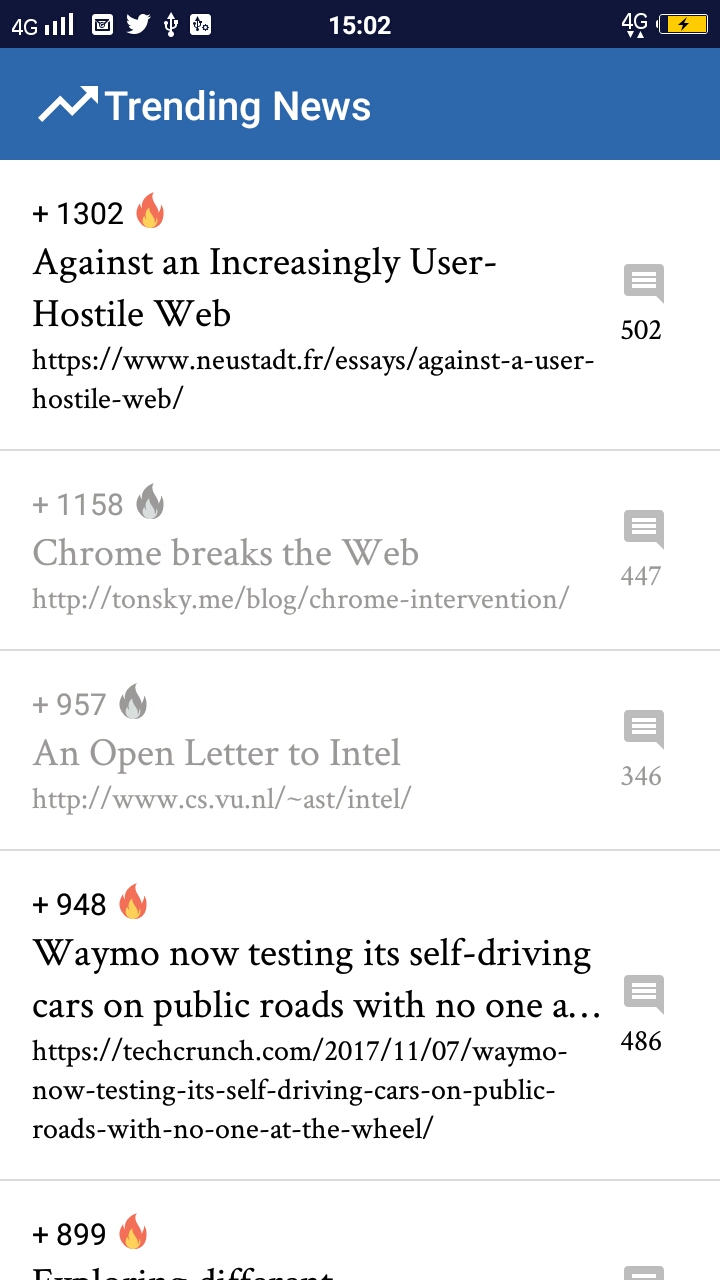 4G 15:02 4G
Trending News
+ 1302
Against an Increasingly User-
Hostile Web
https://www.neustadt.fr/essays/against-a-user-
hostile-web/
502
+ 1158
Chrome breaks the Web
http://tonsky.me/blog/chrome-intervention/
447
+ 957
An Open Letter to Intel
http://www.cs.vu.nl/~ast/intel/
346
+ 948
Waymo now testing its self-driving
cars on public roads with no one a…
https://techcrunch.com/2017/11/07/waymo-
now-testing-its-self-driving-cars-on-public-
roads-with-no-one-at-the-wheel/
486
+ 899
Exploring different